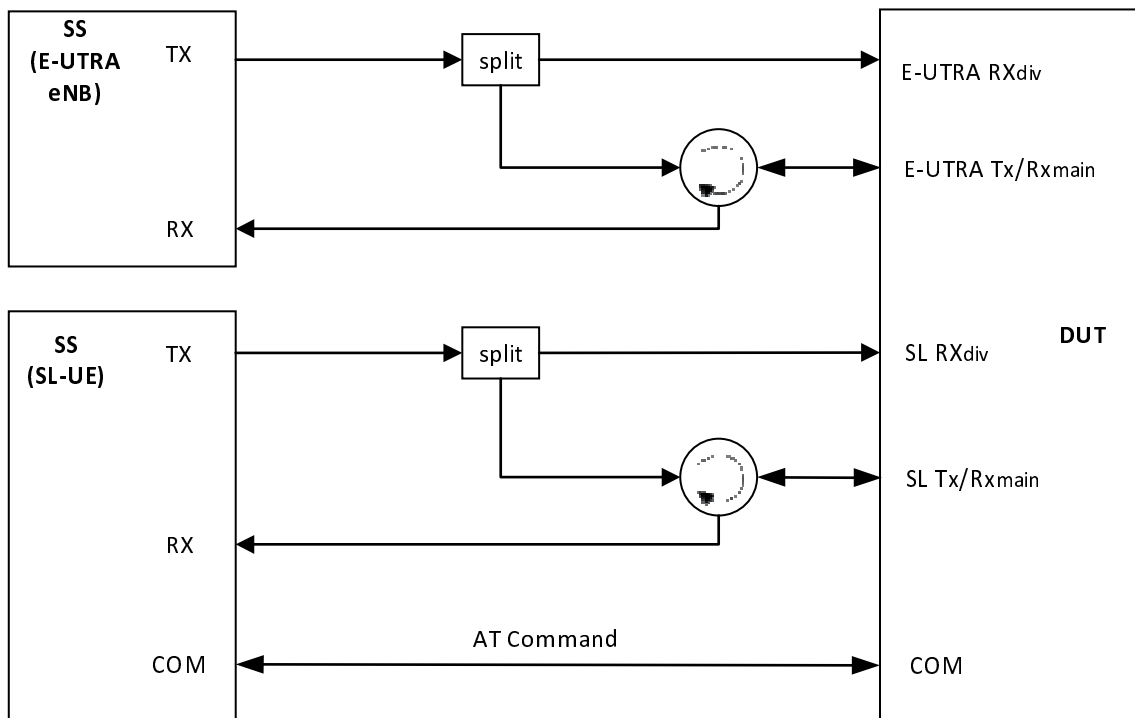 SS
(E-UTRA
eNB)
TX
RX
split
E-UTRA RXdiv
E-UTRA Tx/Rxmain
SS
(SL-UE)
TX
RX
COM
split
AT Command
SL RXdiv
SL Tx/Rxmain
COM
DUT